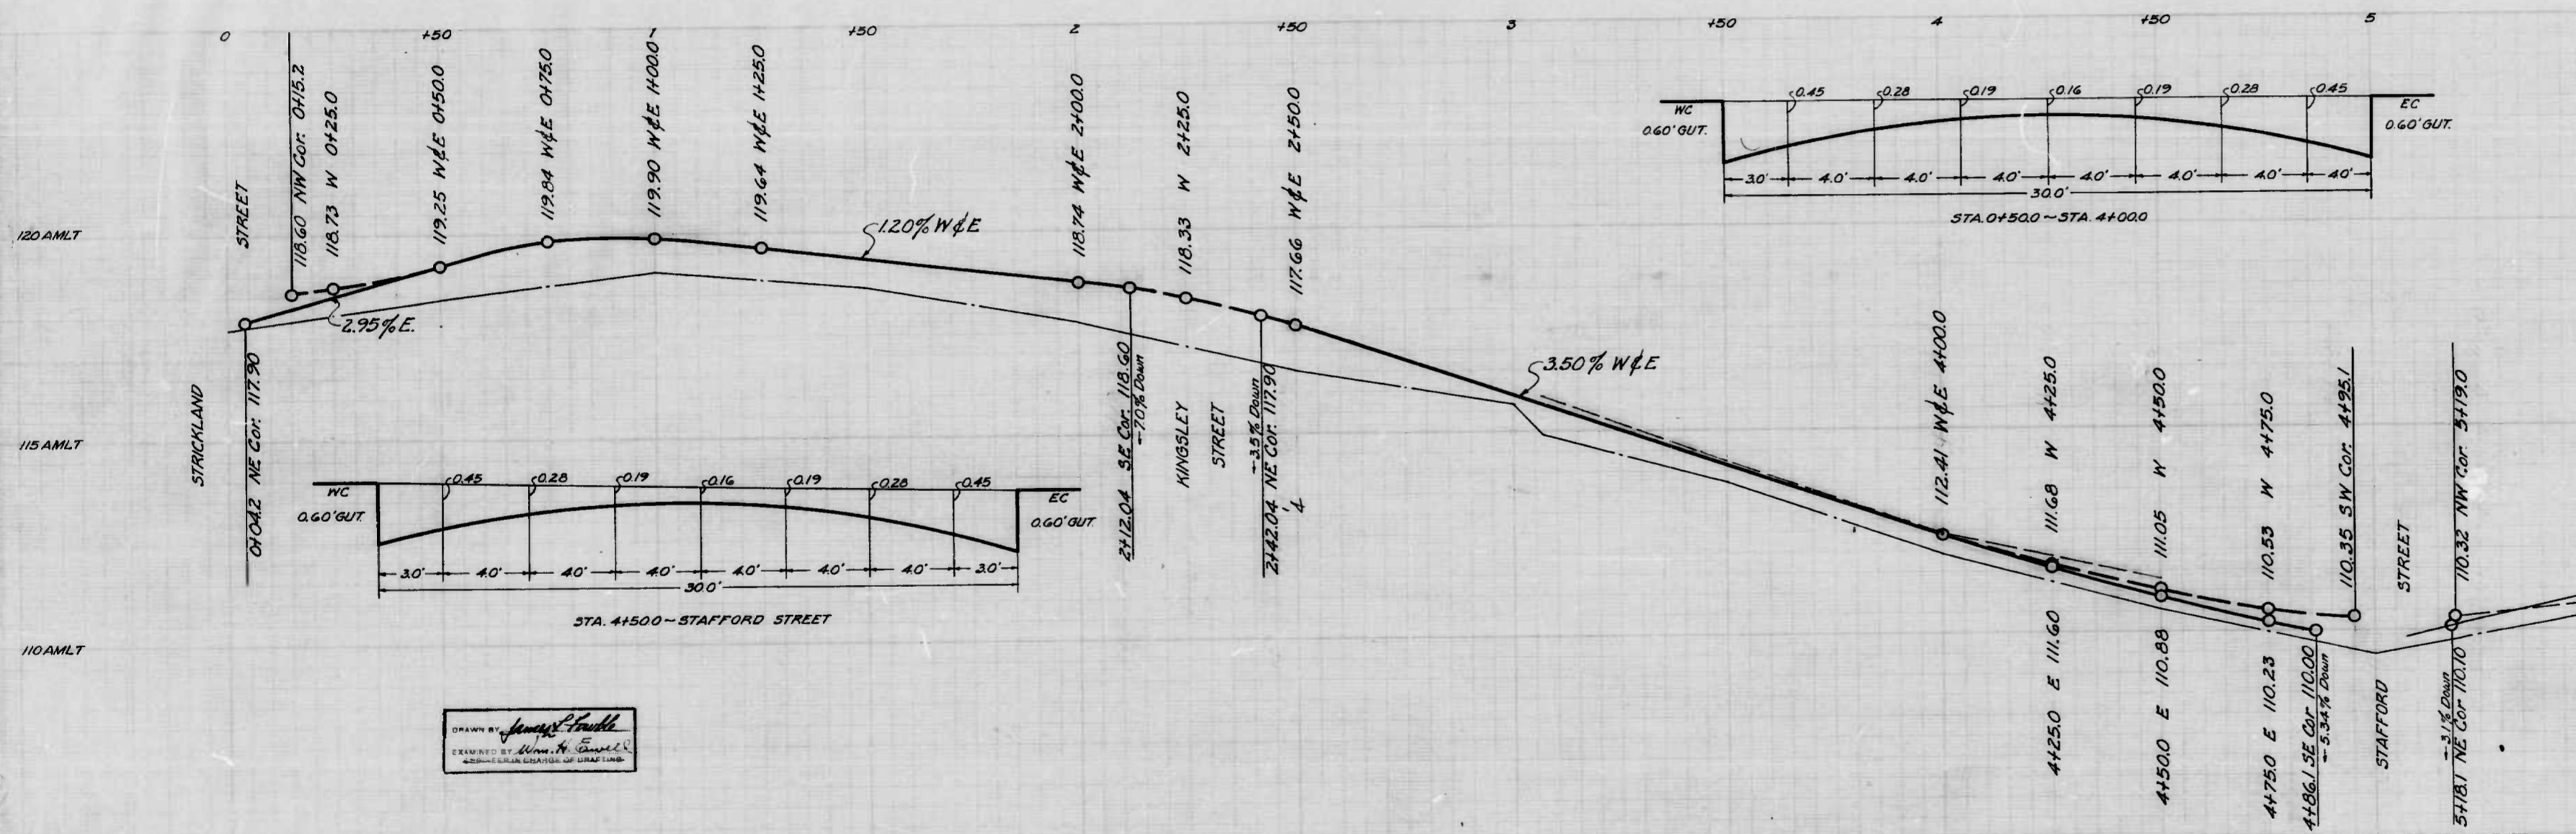 0 +50 1 +50 2 +50 3 +50 4 +50 5
118.60 NW Cor. 0+15.2
118.73 W 0+25.0
119.25 W₵E 0+50.0
119.84 W₵E 0+75.0
119.90 W₵E 1+00.0
119.64 W₵E 1+25.0
118.74 W₵E 2+00.0
118.33 W 2+25.0
117.66 W₵E 2+50.0
STREET
120 AMLT
1.20% W₵E
2.95% E.
0.45 0.28 0.19 0.16 0.19 0.28 0.45
WC
0.60' GUT.
EC
0.60' GUT.
3.0' 4.0' 4.0' 4.0' 4.0' 4.0' 4.0' 4.0'
30.0'
STA. 0+50.0 ~ STA. 4+00.0
STRICKLAND
0+04.2 NE Cor. 117.90
115 AMLT
2+12.04 SE Cor. 118.60
-7.0% Down
KINGSLEY
STREET
-3.5% Down
2+42.04 NE Cor. 117.90
4
3.50% W₵E
112.41 W₵E 4+00.0
111.68 W 4+25.0
111.05 W 4+50.0
110.53 W 4+75.0
110.35 SW Cor. 4+95.1
STREET
110.32 NW Cor. 5+19.0
0.45 0.28 0.19 0.16 0.19 0.28 0.45
WC
0.60' GUT.
EC
0.60' GUT.
3.0' 4.0' 4.0' 4.0' 4.0' 4.0' 4.0' 3.0'
30.0'
STA. 4+50.0 ~ STAFFORD STREET
110 AMLT
4+25.0 E 111.60
4+50.0 E 110.88
4+75.0 E 110.23
4+86.1 SE Cor 110.00
-5.34% Down
STAFFORD
-3.1% Down
5+18.1 NE Cor 110.10
DRAWN BY James L
EXAMINED BY Wm. H. Ewell
IN CHARGE OF DRAFTING